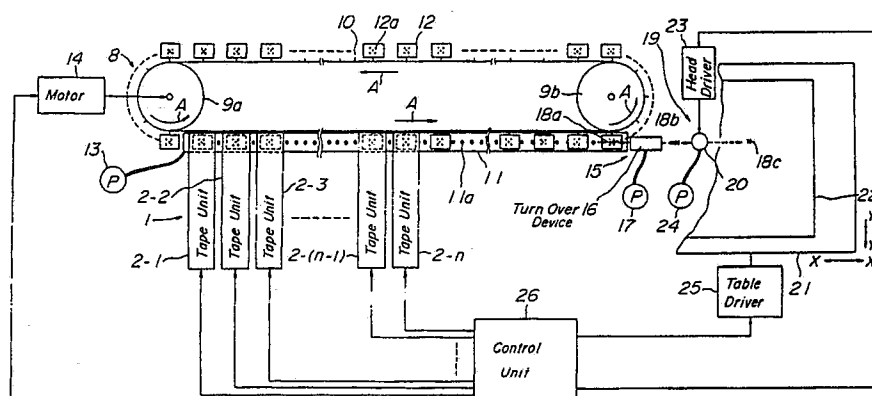 10
12a
12
23
8
14
19
Head
Driver
Motor
A
9a
A
9b
A
18a
18b
A
13
P
18c
2-2
2-3
11a
11
15
20
1
Tape Unit
Tape Unit
Tape Unit
Tape Unit
Tape Unit
Turn Over
Device
16
P
17
P
24
22
Y
Y
2-1
2-(n-1)
2-n
X
X
21
25
Table
Driver
26
Control
Unit